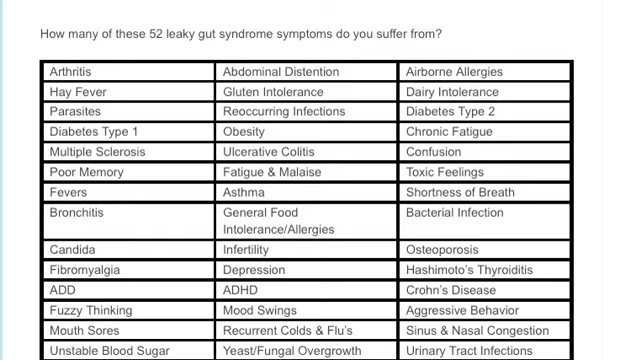 How many of these 52 leaky gut syndrome symptoms do you suffer from?
Arthritis Abdominal Distention Airborne Allergies
Hay Fever Gluten Intolerance Dairy Intolerance
Parasites Reoccurring Infections Diabetes Type 2
Diabetes Type 1 Obesity Chronic Fatigue
Multiple Sclerosis Ulcerative Colitis Confusion
Poor Memory Fatigue & Malaise Toxic Feelings
Fevers Asthma Shortness of Breath
Bronchitis General Food Bacterial Infection
Intolerance/Allergies
Candida Infertility Osteoporosis
Fibromyalgia Depression Hashimoto's Thyroiditis
ADD ADHD Crohn's Disease
Fuzzy Thinking Mood Swings Aggressive Behavior
Mouth Sores Recurrent Colds & Flu's Sinus & Nasal Congestion
Unstable Blood Sugar Yeast/Fungal Overgrowth Urinary Tract Infections